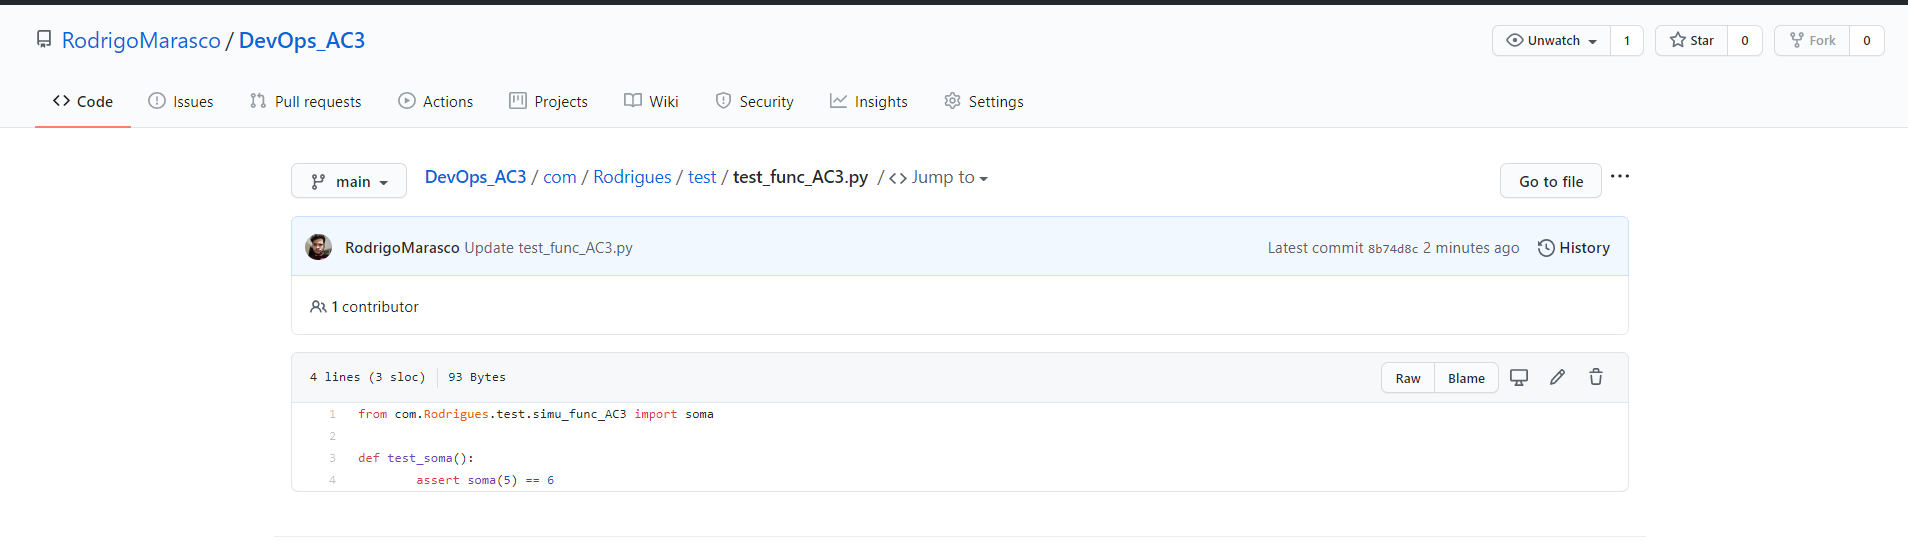 RodrigoMarasco / DevOps_AC3
Unwatch 1 Star 0 Fork 0
Code Issues Pull requests Actions Projects Wiki Security Insights Settings
main DevOps_AC3 / com / Rodrigues / test / test_func_AC3.py / <> Jump to Go to file ...
RodrigoMarasco Update test_func_AC3.py Latest commit 8b74d8c 2 minutes ago History
1 contributor
4 lines (3 sloc) 93 Bytes Raw Blame
1 from com.Rodrigues.test.simu_func_AC3 import soma
2
3 def test_soma():
4 assert soma(5) == 6